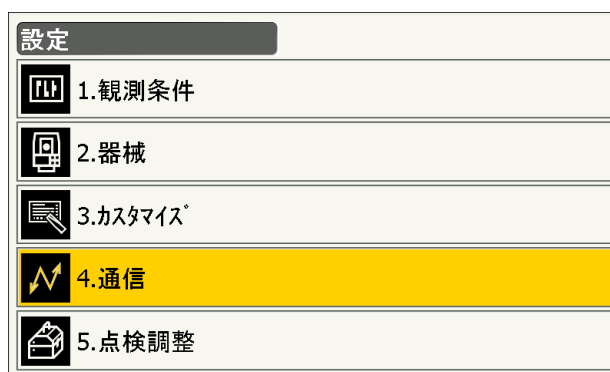 設定
1.観測条件
2.器械
3.ｶｽﾀﾏｲｽﾞ
4.通信
5.点検調整